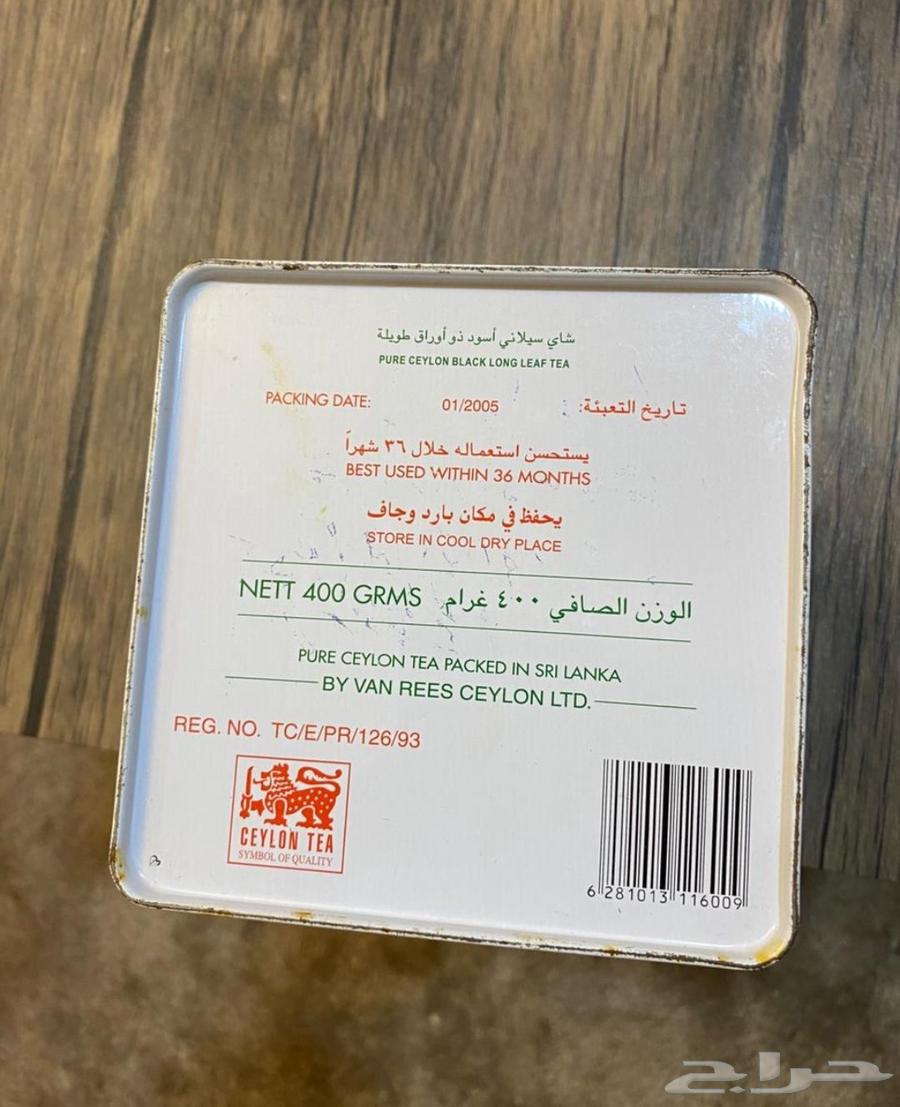 شاي سيلاني أسود ذو أوراق طويلة
PURE CEYLON BLACK LONG LEAF TEA
PACKING DATE: 01/2005 تاريخ التعبئة:
يستحسن استعماله خلال ٣٦ شهراً
BEST USED WITHIN 36 MONTHS
يحفظ في مكان بارد وجاف
STORE IN COOL DRY PLACE
NETT 400 GRMS الوزن الصافي ٤٠٠ غرام
PURE CEYLON TEA PACKED IN SRI LANKA
BY VAN REES CEYLON LTD.
REG. NO. TC/E/PR/126/93
CEYLON TEA
SYMBOL OF QUALITY
6 281013 116009
حراج